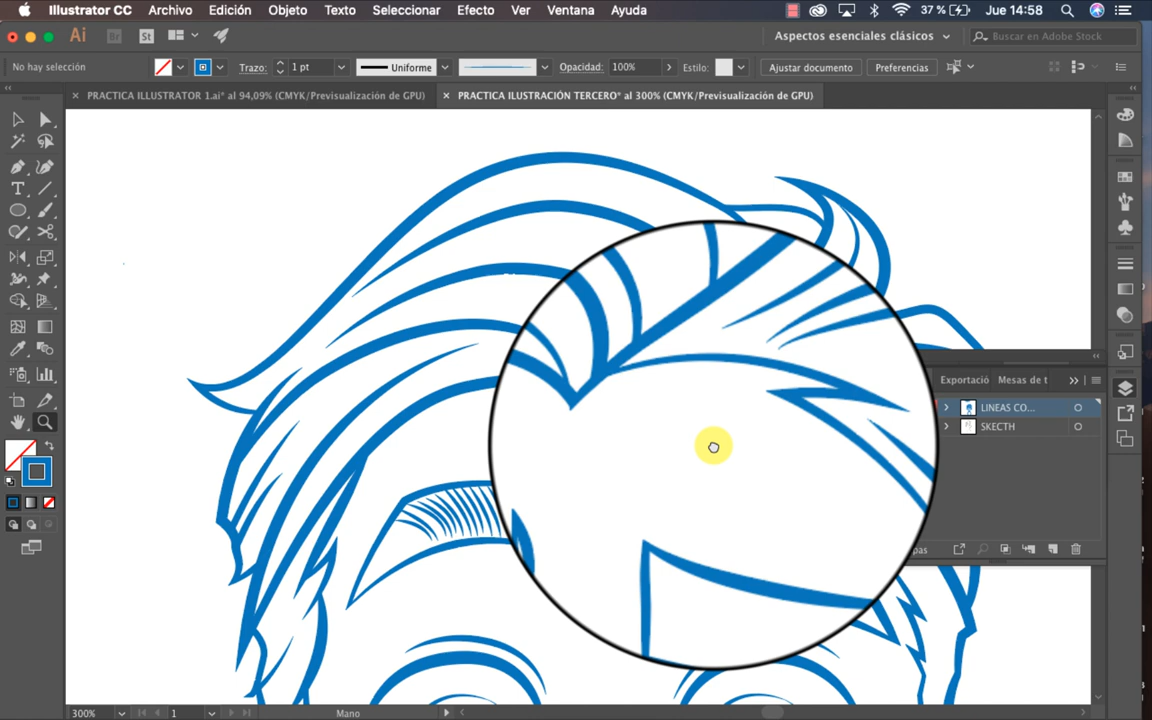 Illustrator CC Archivo Edición Objeto Texto Seleccionar Efecto Ver Ventana Ayuda 37 % Jue 14:58
Ai Br St Aspectos esenciales clásicos Buscar en Adobe Stock
No hay selección Trazo: 1 pt Uniforme Opacidad: 100% Estilo: Ajustar documento Preferencias
PRACTICA ILLUSTRATOR 1.ai* al 94,09% (CMYK/Previsualización de GPU) PRACTICA ILUSTRACIÓN TERCERO* al 300% (CMYK/Previsualización de GPU)
Exportació Mesas de t
LINEAS CO...
SKECTH
pas
300% 1 Mano